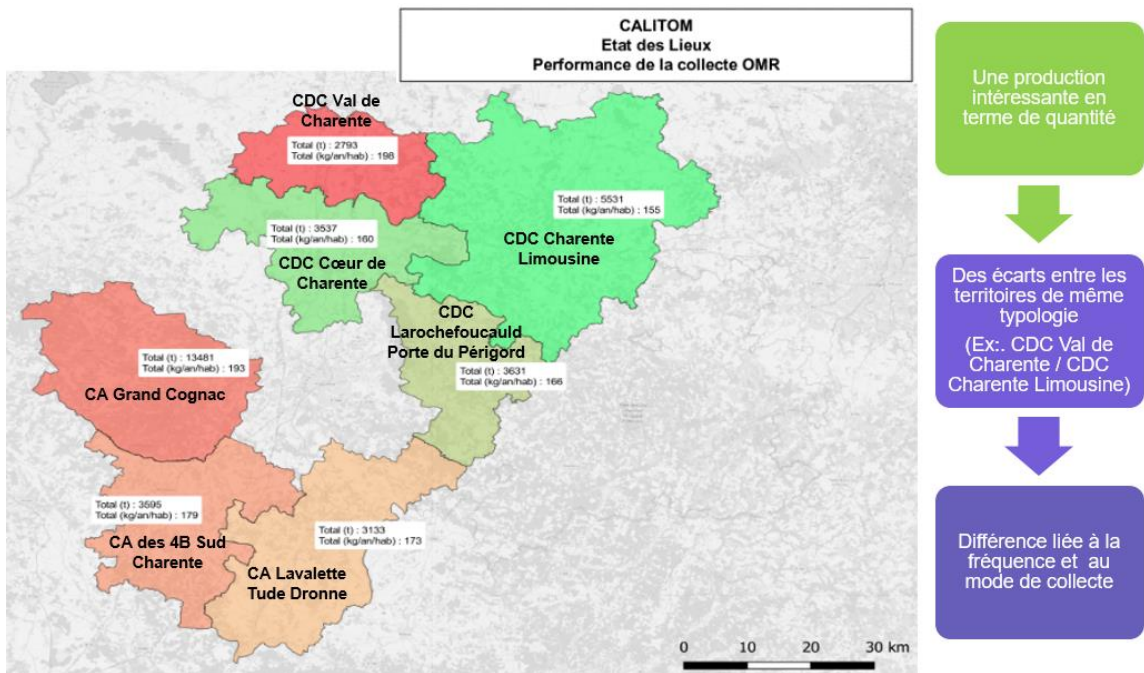 CALITOM
Etat des Lieux
Performance de la collecte OMR
CDC Val de
Charente
Total (t) : 2793
Total (kg/an/hab) : 198
Total (t) : 5531
Total (kg/an/hab) : 155
CDC Charente
Limousine
Total (t) : 3537
Total (kg/an/hab) : 160
CDC Cœur de
Charente
CDC
Larochefoucauld
Porte du Périgord
Total (t) : 3631
Total (kg/an/hab) : 166
Total (t) : 13481
Total (kg/an/hab) : 193
CA Grand Cognac
Total (t) : 3595
Total (kg/an/hab) : 179
CA des 4B Sud
Charente
Total (t) : 3133
Total (kg/an/hab) : 173
CA Lavalette
Tude Dronne
0 10 20 30 km
Une production
intéressante en
terme de quantité
Des écarts entre les
territoires de même
typologie
(Ex:. CDC Val de
Charente / CDC
Charente Limousine)
Différence liée à la
fréquence et au
mode de collecte